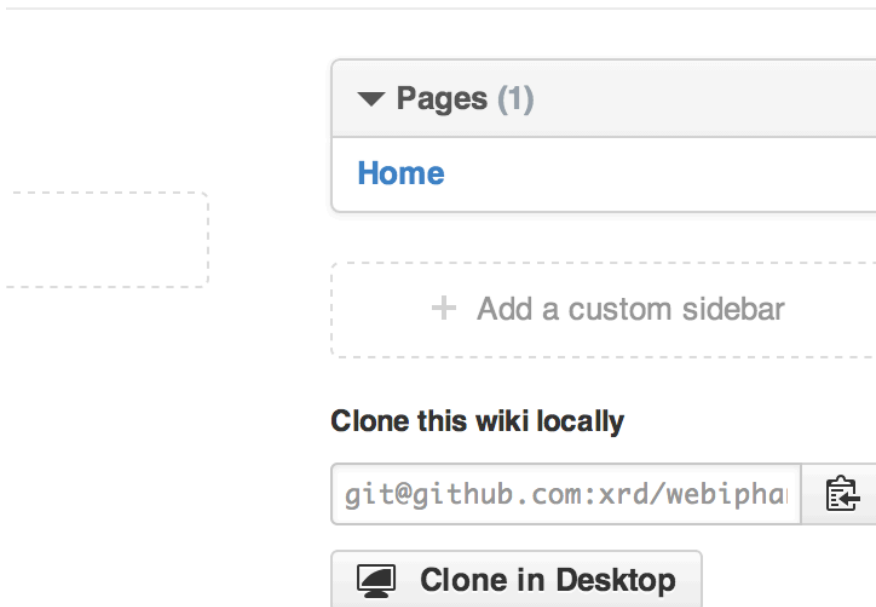 Pages (1)
Home
Add a custom sidebar
Clone this wiki locally
git@github.com:xrd/webipha
Clone in Desktop